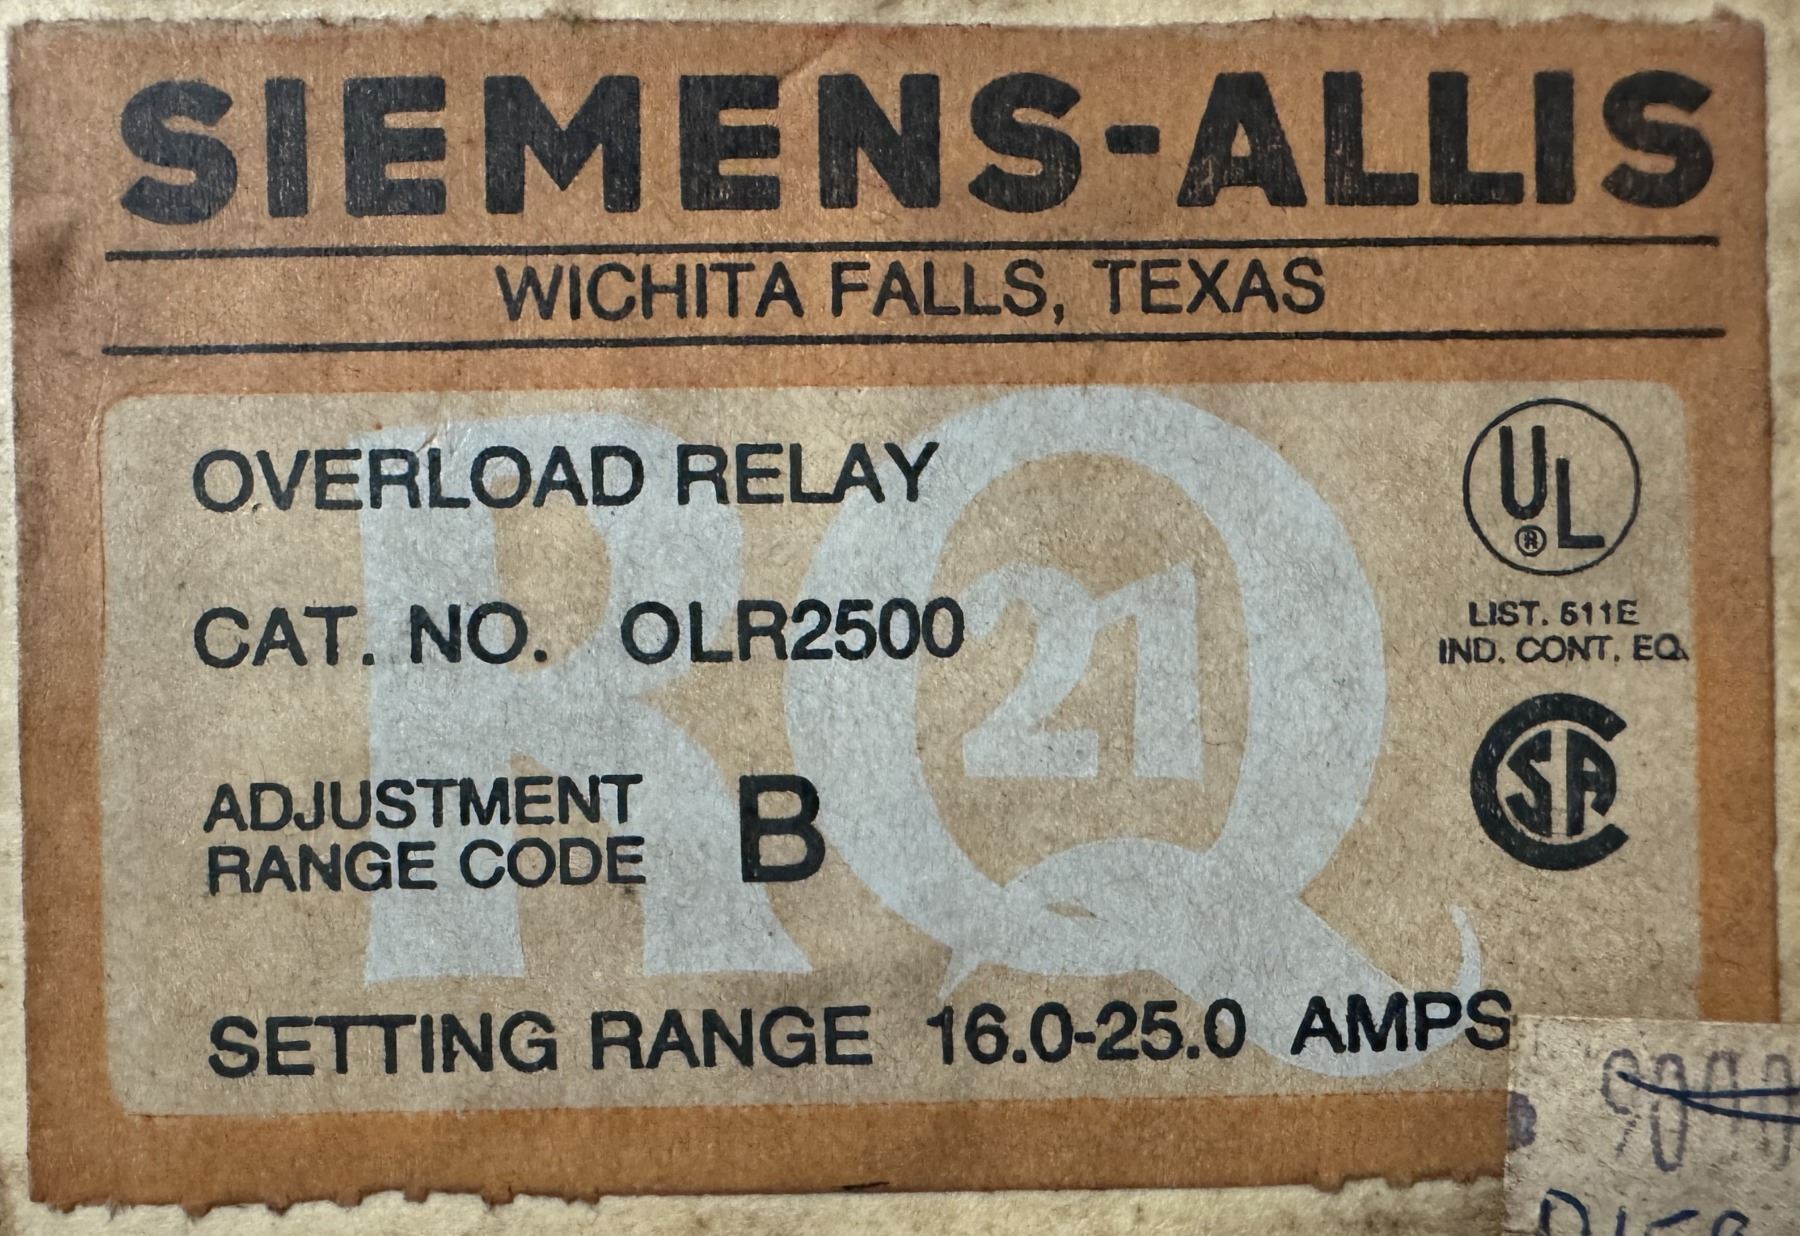 SIEMENS-ALLIS
WICHITA FALLS, TEXAS
RQ
21
OVERLOAD RELAY
UL
®
CAT. NO. OLR2500
LIST. 511E
IND. CONT. EQ.
CSA
ADJUSTMENT
RANGE CODE B
SETTING RANGE 16.0-25.0 AMPS